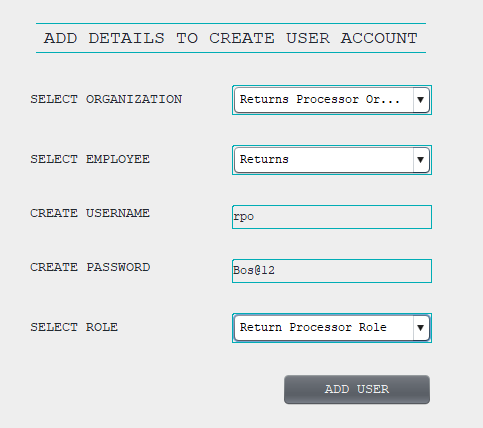 ADD DETAILS TO CREATE USER ACCOUNT
SELECT ORGANIZATION Returns Processor Or...
SELECT EMPLOYEE Returns
CREATE USERNAME rpo
CREATE PASSWORD Bos@12
SELECT ROLE Return Processor Role
ADD USER